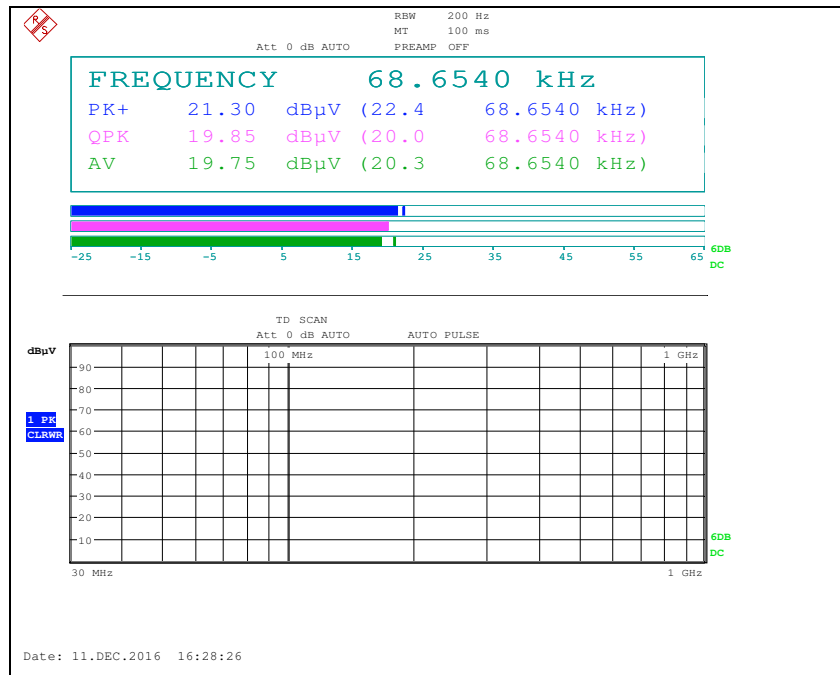 R S
RBW 200 Hz
MT 100 ms
Att 0 dB AUTO PREAMP OFF
FREQUENCY 68.6540 kHz
PK+ 21.30 dBµV (22.4 68.6540 kHz)
QPK 19.85 dBµV (20.0 68.6540 kHz)
AV 19.75 dBµV (20.3 68.6540 kHz)
-25 -15 -5 5 15 25 35 45 55 65
6DB
DC
TD SCAN
Att 0 dB AUTO AUTO PULSE
dBµV
100 MHz 1 GHz
90
80
70
1 PK
CLRWR
60
50
40
30
20
10
6DB
DC
30 MHz 1 GHz
Date: 11.DEC.2016 16:28:26